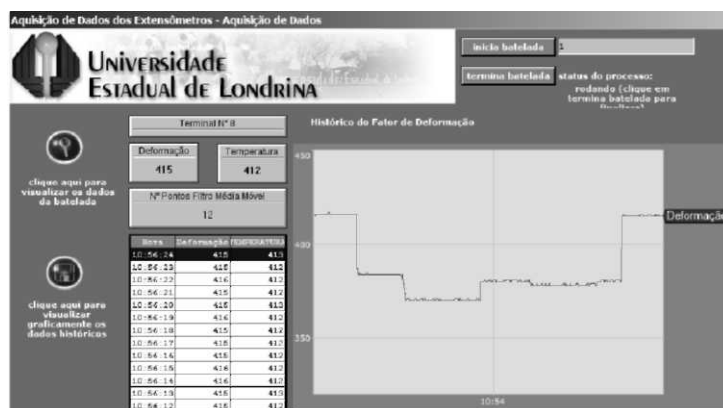 Aquisição de Dados dos Extensômetros - Aquisição de Dados
UNIVERSIDADE
ESTADUAL DE LONDRINA
inicia batelada
1
termina batelada
status do processo:
rodando (clique em
termina batelada para
Terminal Nº 8
Deformação
415
Temperatura
412
Nº Pontos Filtro Média Móvel
12
clique aqui para
visualizar os dados
da batelada
clique aqui para
visualizar
graficamente os
dados históricos
Hora Deformação TEMPERATURA
10:56:24 415 413
10:56:23 415 412
10:56:22 416 412
10:56:21 415 412
10:56:20 415 413
10:56:19 416 412
10:56:18 415 412
10:56:17 415 412
10:56:16 415 412
10:56:15 416 412
10:56:14 416 412
10:56:13 415 413
10:56:12 415 412
Histórico do Fator de Deformação
450
400
350
10:54
Deformação